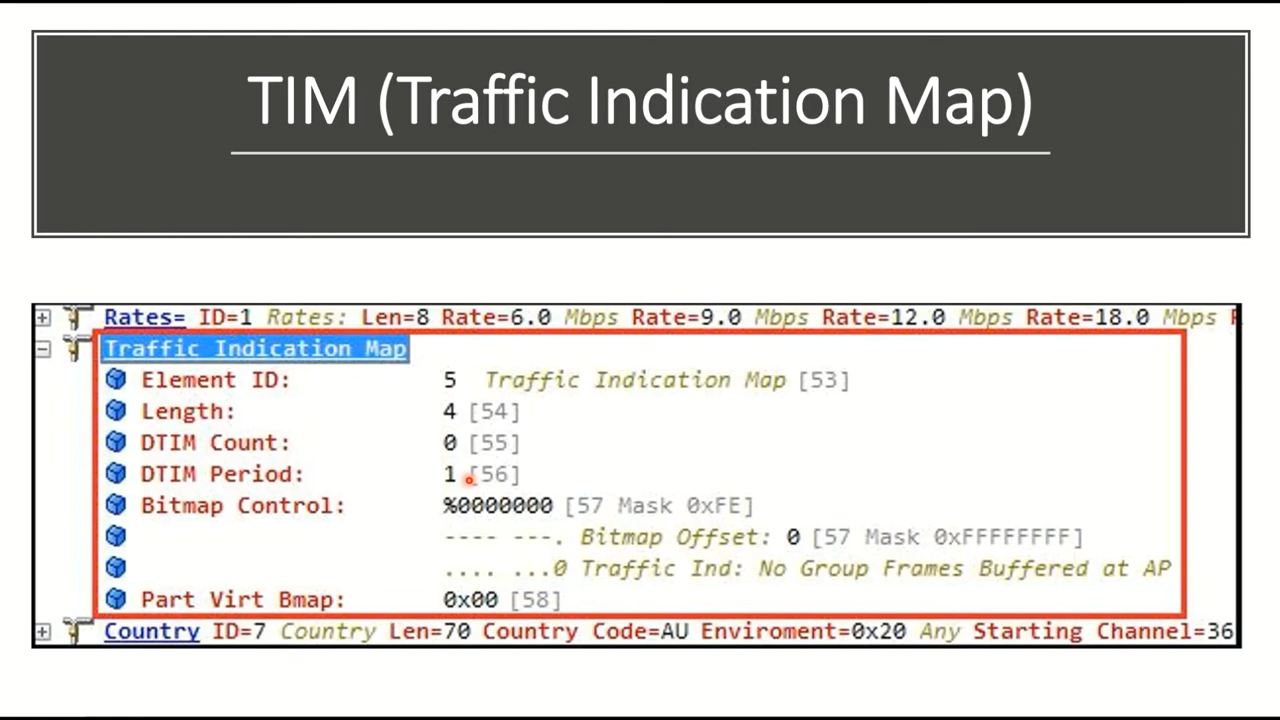 TIM (Traffic Indication Map)
Rates= ID=1 Rates: Len=8 Rate=6.0 Mbps Rate=9.0 Mbps Rate=12.0 Mbps Rate=18.0 Mbps
Traffic Indication Map
Element ID: 5 Traffic Indication Map [53]
Length: 4 [54]
DTIM Count: 0 [55]
DTIM Period: 1 [56]
Bitmap Control: %0000000 [57 Mask 0xFE]
---- ---. Bitmap Offset: 0 [57 Mask 0xFFFFFFFF]
.... ...0 Traffic Ind: No Group Frames Buffered at AP
Part Virt Bmap: 0x00 [58]
Country ID=7 Country Len=70 Country Code=AU Enviroment=0x20 Any Starting Channel=36